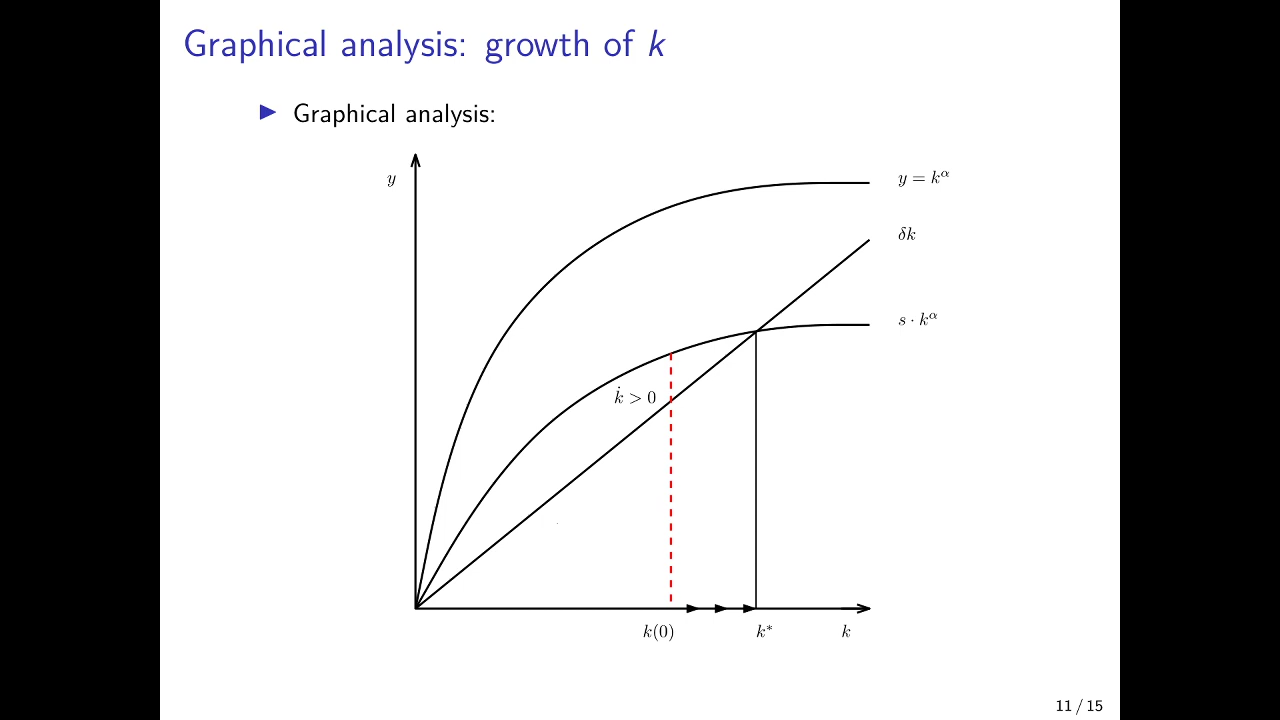 Graphical analysis: growth of k
Graphical analysis:
y
y = k^α
δk
s · k^α
k̇ > 0
k(0)
k*
k
11 / 15